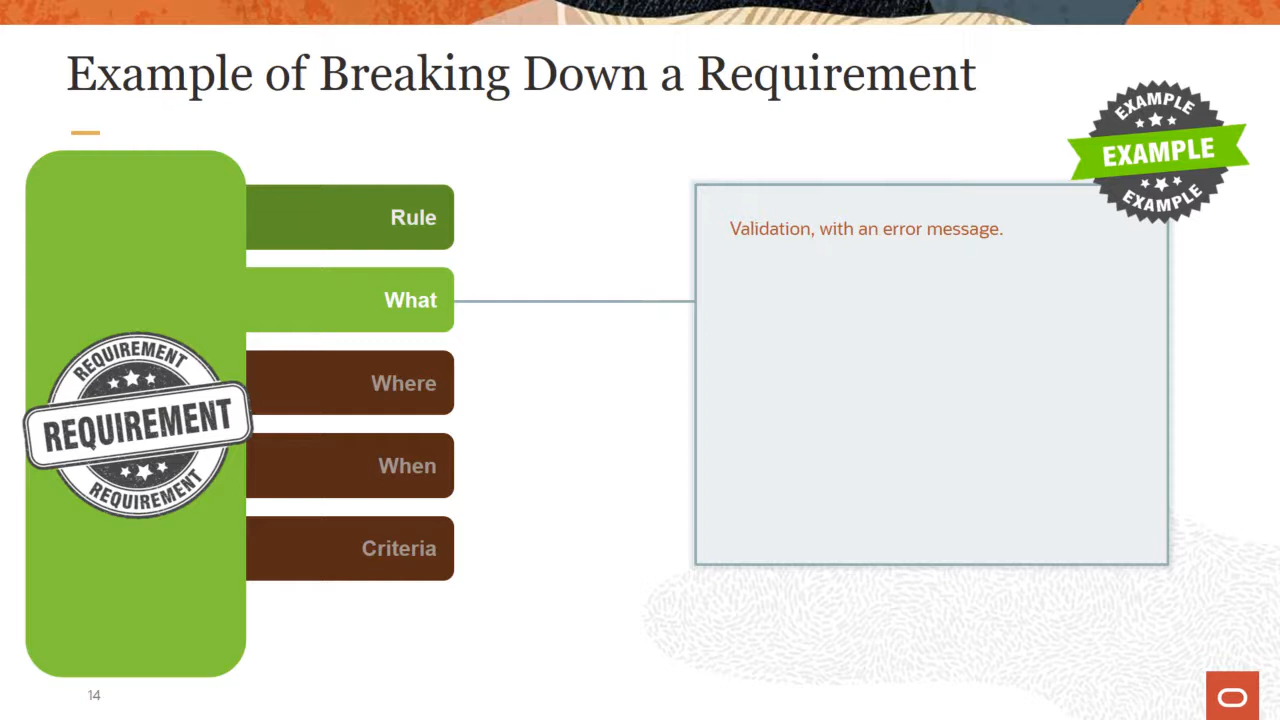 Example of Breaking Down a Requirement
EXAMPLE
EXAMPLE
EXAMPLE
Rule
Validation, with an error message.
What
Where
When
Criteria
REQUIREMENT
REQUIREMENT
REQUIREMENT
14